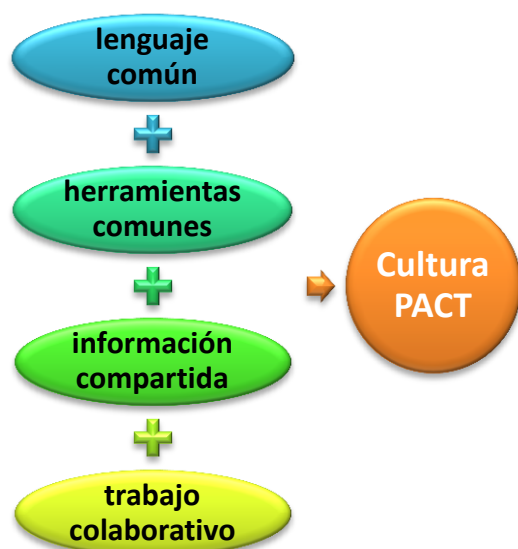 lenguaje
común
herramientas
comunes
información
compartida
trabajo
colaborativo
Cultura
PACT